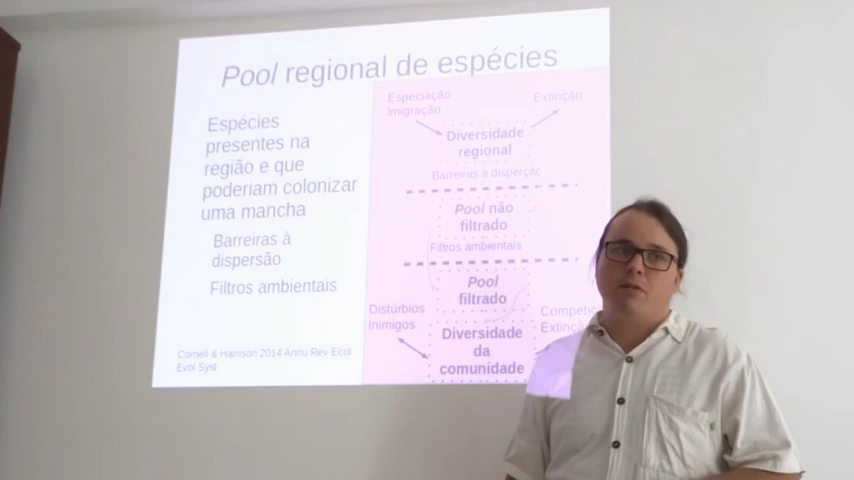 Pool regional de espécies
Espécies
presentes na
região e que
poderiam colonizar
uma mancha
Barreiras à
dispersão
Filtros ambientais
Cornell & Harrison 2014 Annu Rev Ecol
Evol Syst
Especiação
Imigração
Extinção
Diversidade
regional
Barreiras à disperção
Pool não
filtrado
Filtros ambientais
Pool
filtrado
Distúrbios
Inimigos
Diversidade
da
comunidade